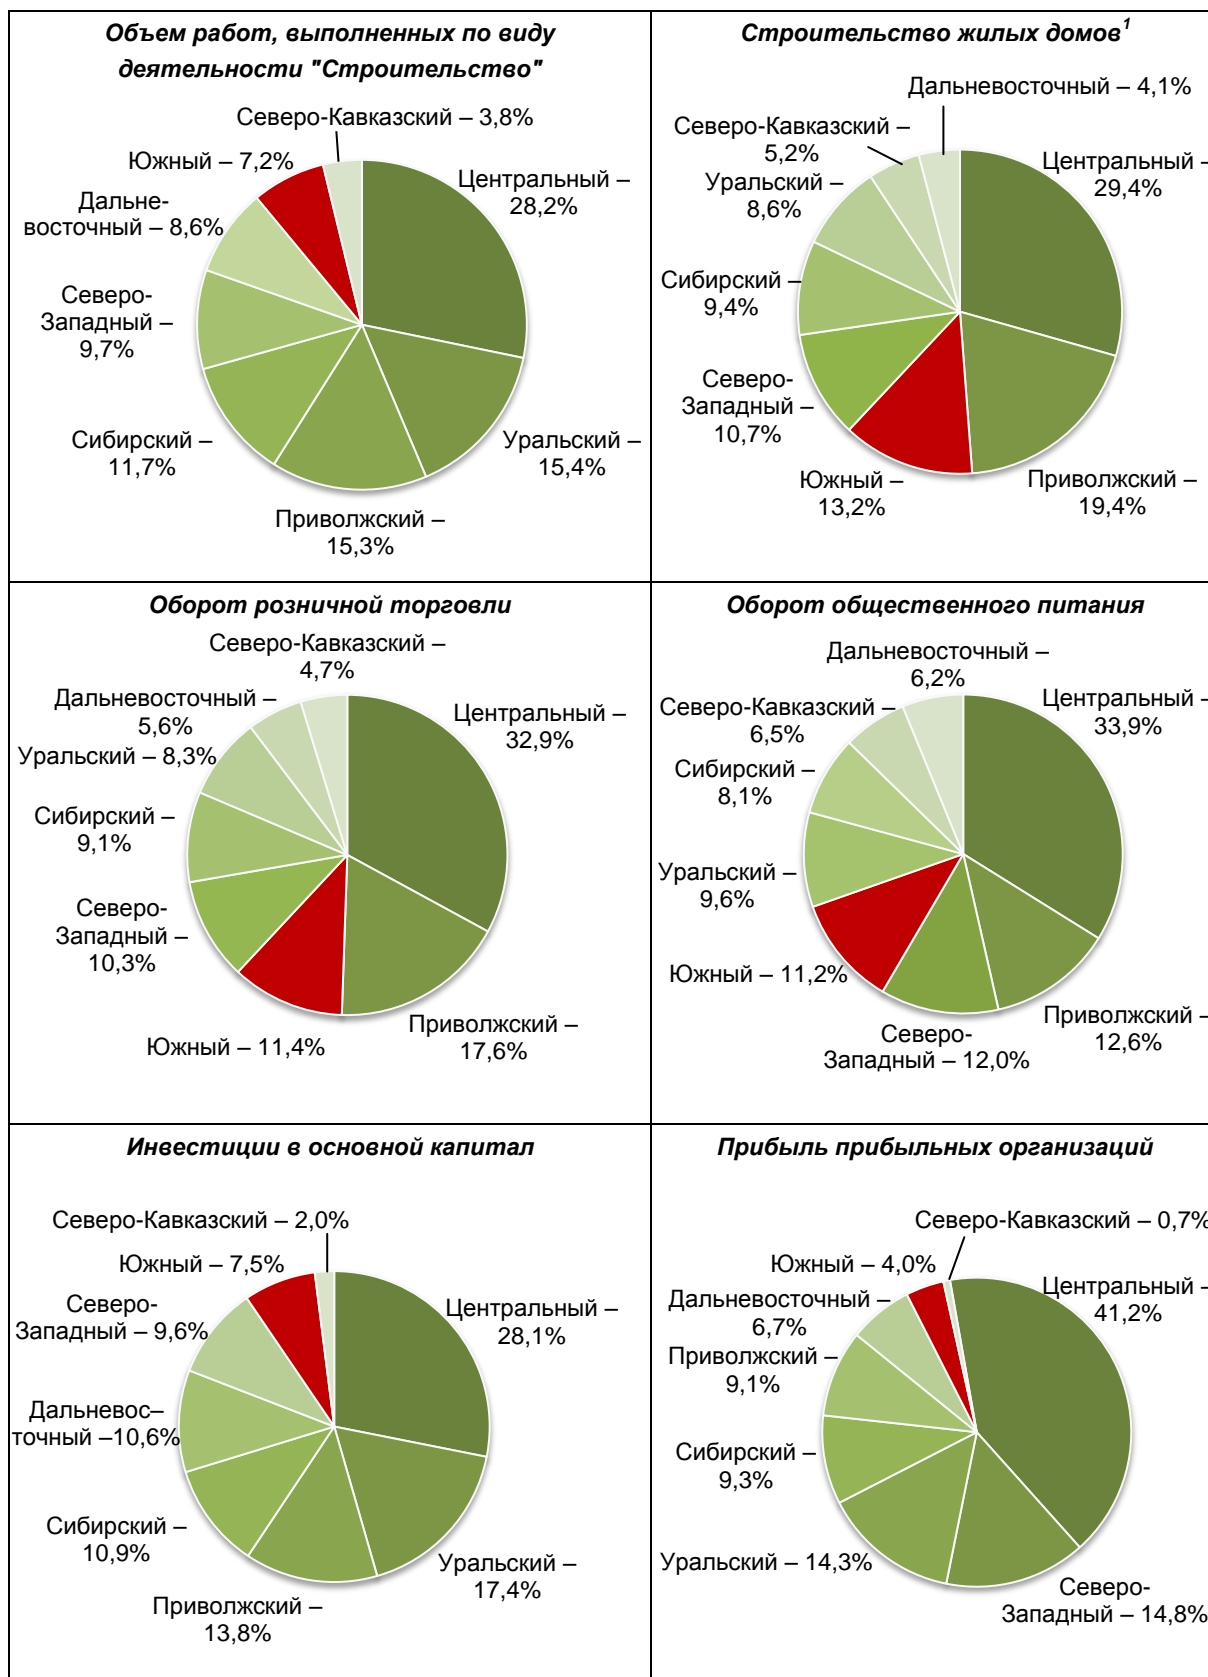 Объем работ, выполненных по виду
деятельности "Строительство"
Северо-Кавказский – 3,8%
Южный – 7,2%
Центральный –
28,2%
Дальне-
восточный – 8,6%
Северо-
Западный –
9,7%
Сибирский –
11,7%
Уральский –
15,4%
Приволжский –
15,3%
Строительство жилых домов¹
Дальневосточный – 4,1%
Северо-Кавказский –
5,2%
Центральный –
29,4%
Уральский –
8,6%
Сибирский –
9,4%
Северо-
Западный –
10,7%
Южный –
13,2%
Приволжский –
19,4%
Оборот розничной торговли
Северо-Кавказский –
4,7%
Дальневосточный –
5,6%
Центральный –
32,9%
Уральский – 8,3%
Сибирский –
9,1%
Северо-
Западный –
10,3%
Южный – 11,4%
Приволжский –
17,6%
Оборот общественного питания
Дальневосточный –
6,2%
Северо-Кавказский –
6,5%
Центральный –
33,9%
Сибирский –
8,1%
Уральский –
9,6%
Южный – 11,2%
Северо-
Западный – 12,0%
Приволжский –
12,6%
Инвестиции в основной капитал
Северо-Кавказский – 2,0%
Южный – 7,5%
Северо-
Западный – 9,6%
Центральный –
28,1%
Дальневос–
точный –10,6%
Сибирский –
10,9%
Приволжский –
13,8%
Уральский –
17,4%
Прибыль прибыльных организаций
Северо-Кавказский – 0,7%
Южный – 4,0%
Дальневосточный –
6,7%
Центральный –
41,2%
Приволжский –
9,1%
Сибирский –
9,3%
Уральский – 14,3%
Северо-
Западный – 14,8%